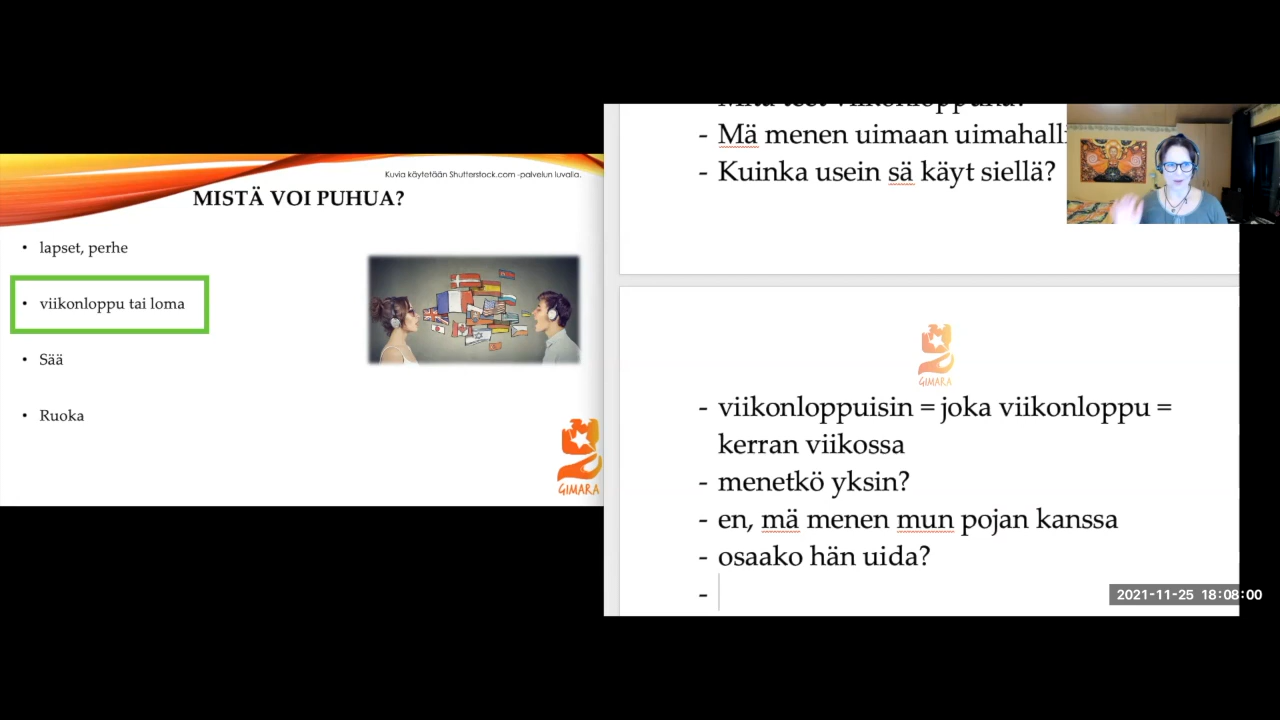 Kuvia käytetään Shutterstock.com -palvelun luvalla.
MISTÄ VOI PUHUA?
• lapset, perhe
• viikonloppu tai loma
• Sää
• Ruoka
GIMARA
- Mä menen uimaan uimahalli
- Kuinka usein sä käyt siellä?
GIMARA
- viikonloppuisin = joka viikonloppu =
kerran viikossa
- menetkö yksin?
- en, mä menen mun pojan kanssa
- osaako hän uida?
-
2021-11-25 18:08:00